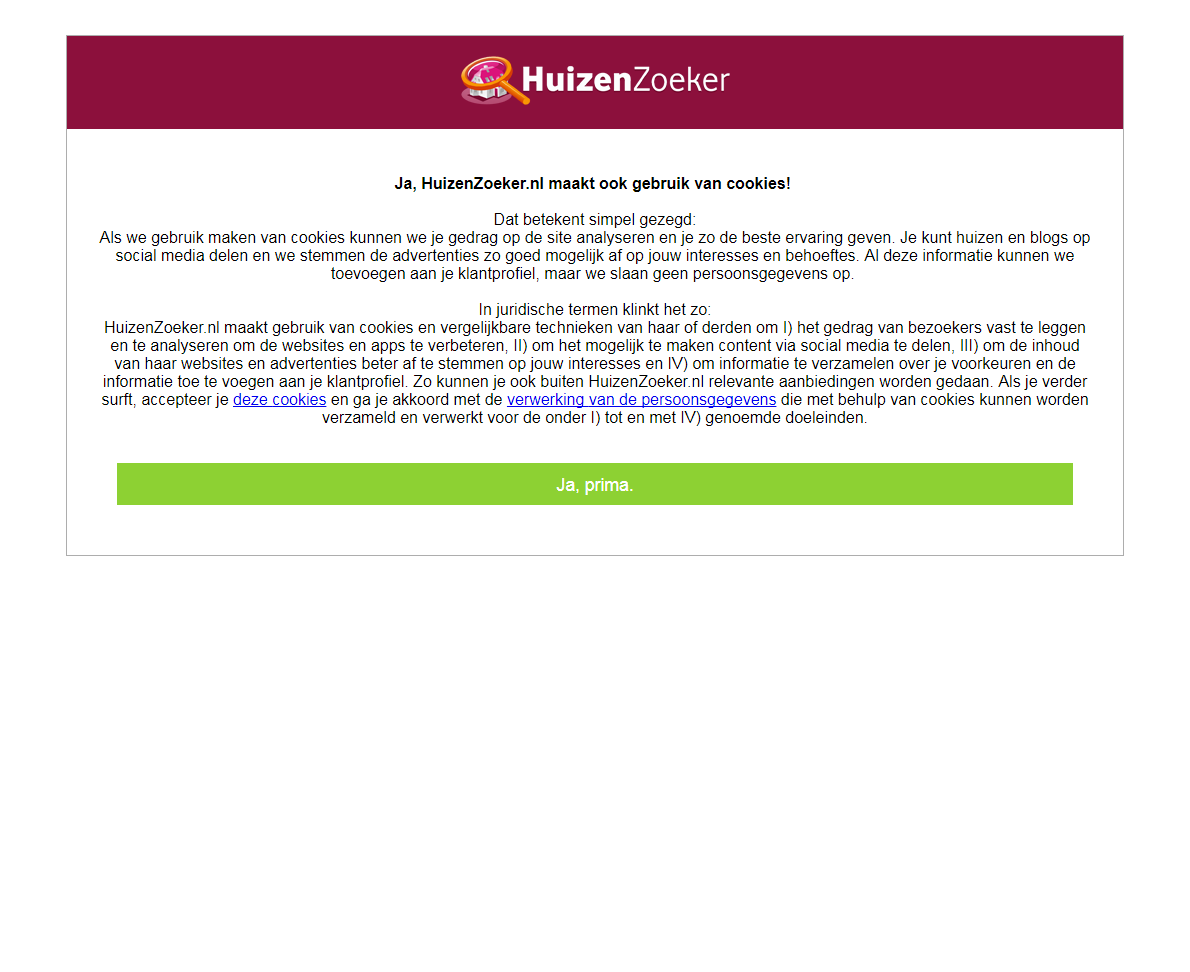 HuizenZoeker
Ja, HuizenZoeker.nl maakt ook gebruik van cookies!
Dat betekent simpel gezegd:
Als we gebruik maken van cookies kunnen we je gedrag op de site analyseren en je zo de beste ervaring geven. Je kunt huizen en blogs op
social media delen en we stemmen de advertenties zo goed mogelijk af op jouw interesses en behoeftes. Al deze informatie kunnen we
toevoegen aan je klantprofiel, maar we slaan geen persoonsgegevens op.
In juridische termen klinkt het zo:
HuizenZoeker.nl maakt gebruik van cookies en vergelijkbare technieken van haar of derden om I) het gedrag van bezoekers vast te leggen
en te analyseren om de websites en apps te verbeteren, II) om het mogelijk te maken content via social media te delen, III) om de inhoud
van haar websites en advertenties beter af te stemmen op jouw interesses en IV) om informatie te verzamelen over je voorkeuren en de
informatie toe te voegen aan je klantprofiel. Zo kunnen je ook buiten HuizenZoeker.nl relevante aanbiedingen worden gedaan. Als je verder
surft, accepteer je deze cookies en ga je akkoord met de verwerking van de persoonsgegevens die met behulp van cookies kunnen worden
verzameld en verwerkt voor de onder I) tot en met IV) genoemde doeleinden.
Ja, prima.